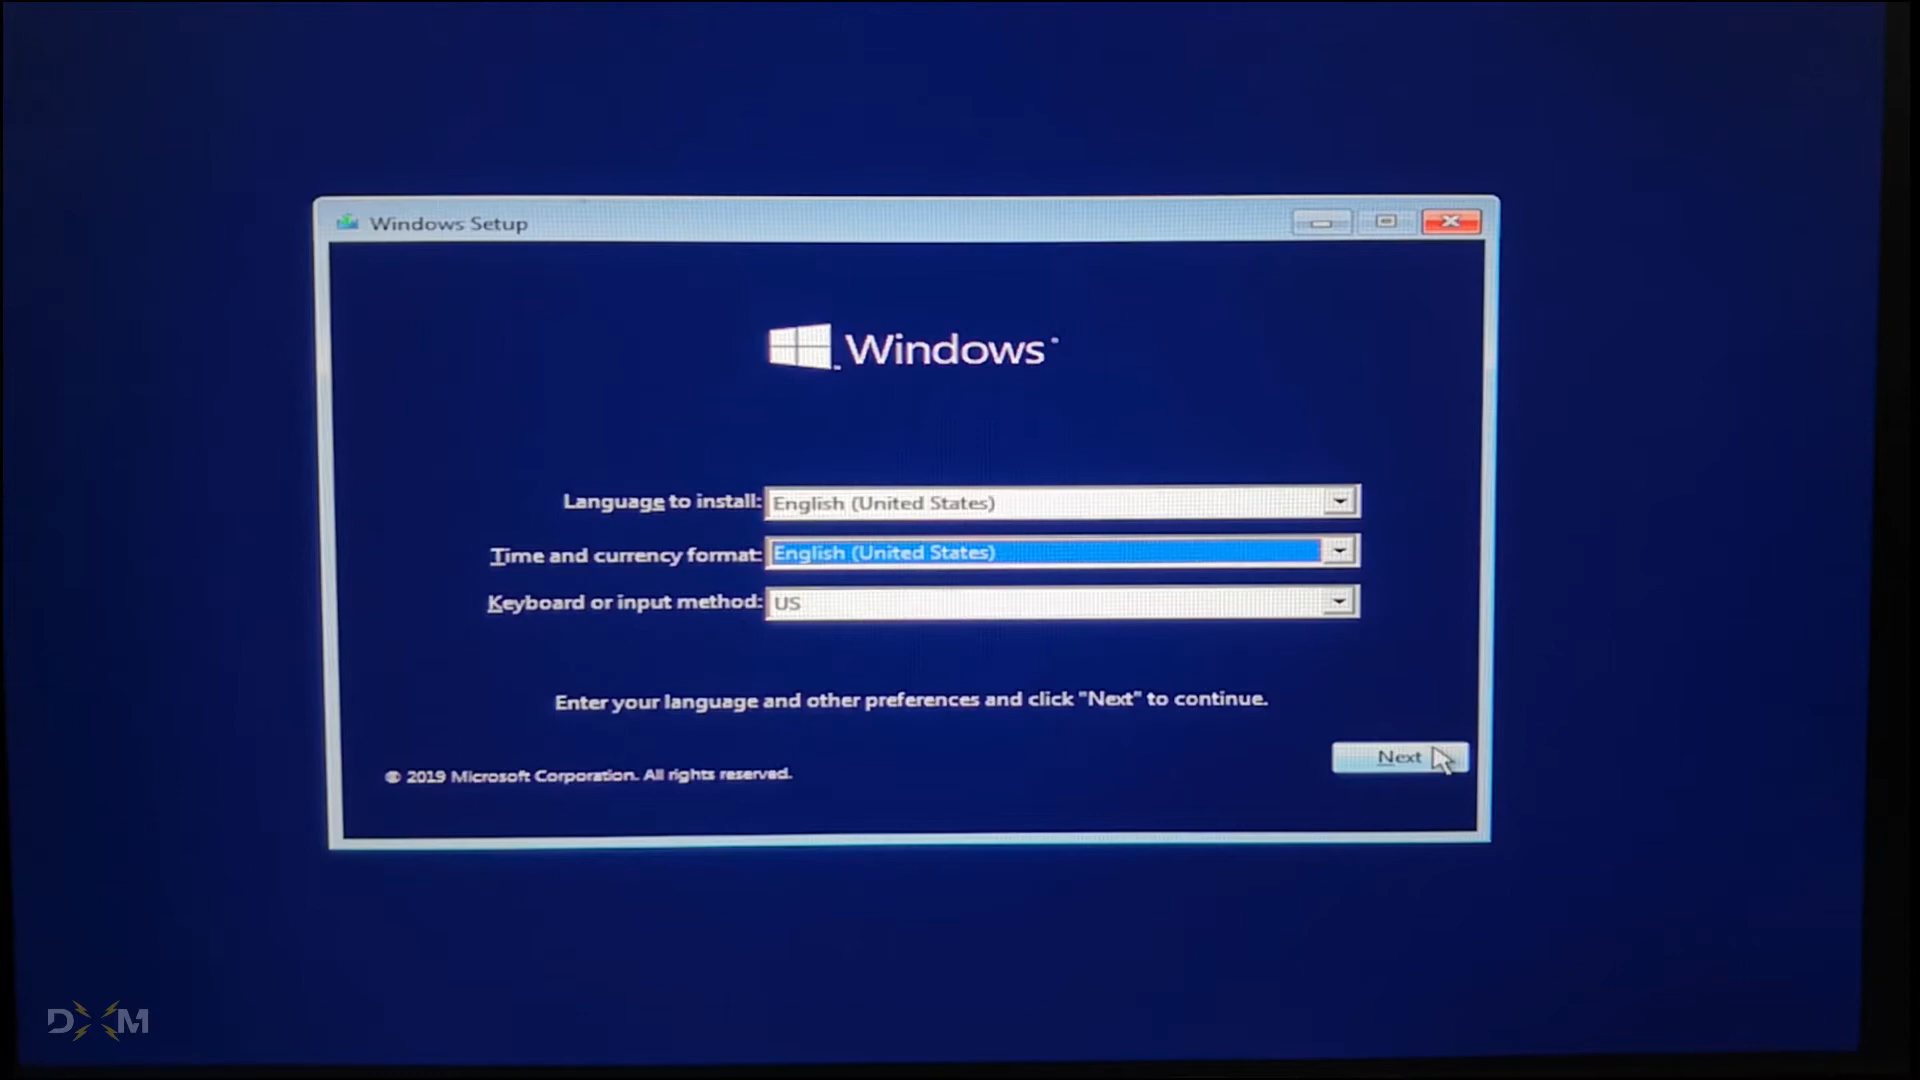 Windows Setup
Windows
Language to install: English (United States)
Time and currency format: English (United States)
Keyboard or input method: US
Enter your language and other preferences and click "Next" to continue.
Next
© 2019 Microsoft Corporation. All rights reserved.
DXM